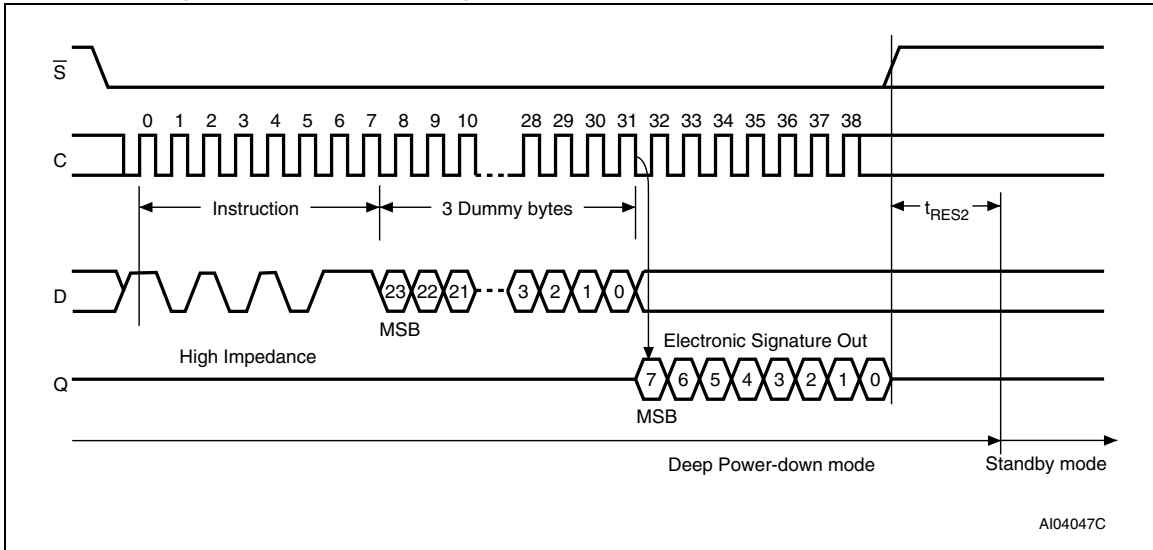 S
0 1 2 3 4 5 6 7 8 9 10 28 29 30 31 32 33 34 35 36 37 38
C
Instruction 3 Dummy bytes tRES2
D 23 22 21 3 2 1 0
MSB
High Impedance Electronic Signature Out
Q 7 6 5 4 3 2 1 0
MSB
Deep Power-down mode Standby mode
AI04047C